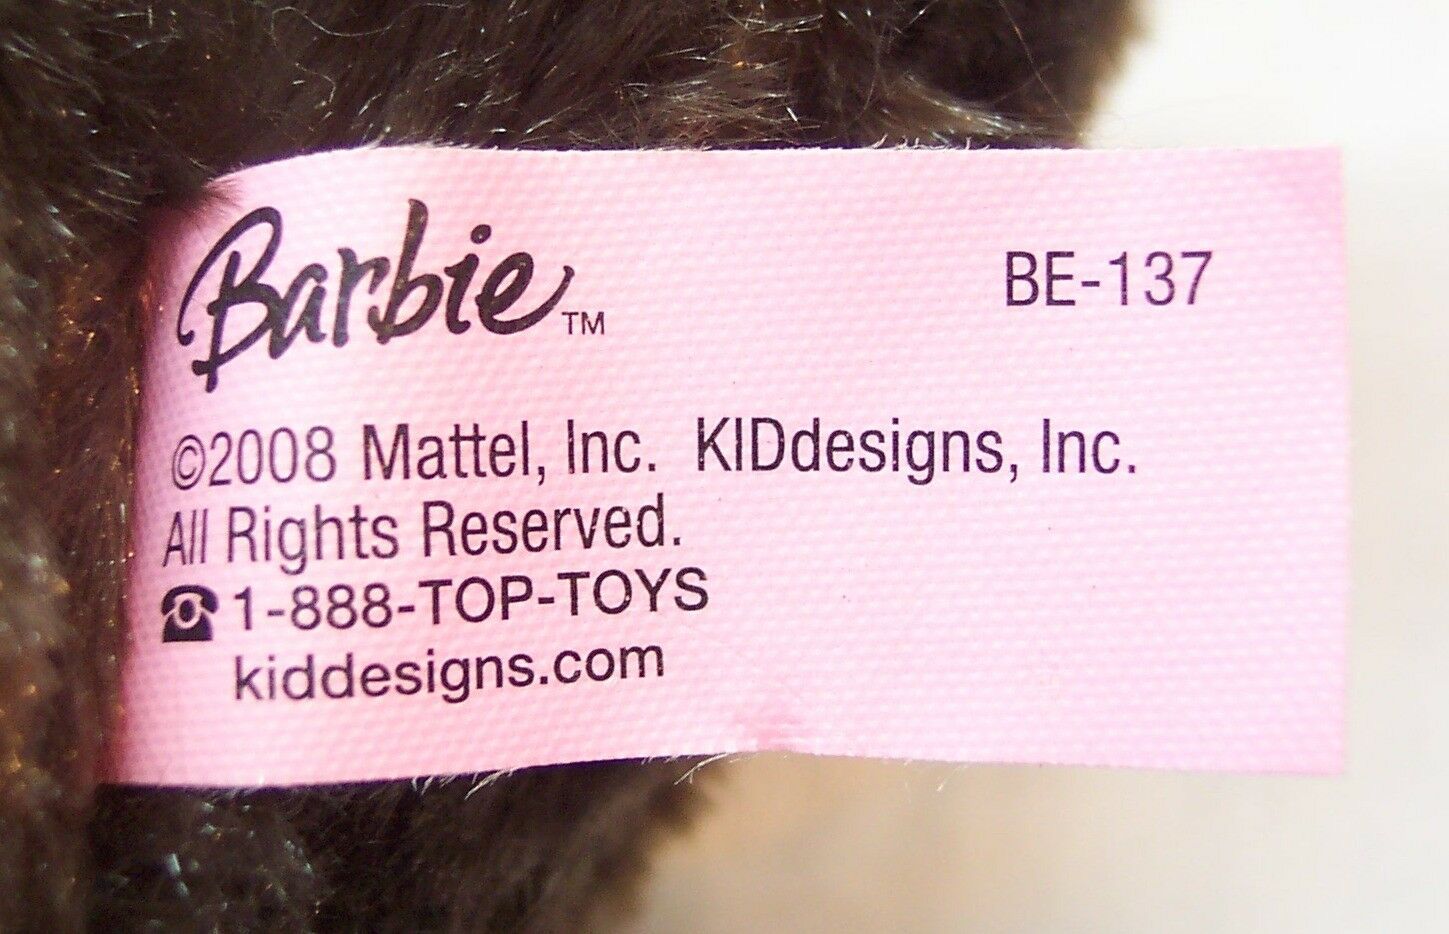 Barbie™ BE-137
©2008 Mattel, Inc. KIDdesigns, Inc.
All Rights Reserved.
☎ 1-888-TOP-TOYS
kiddesigns.com